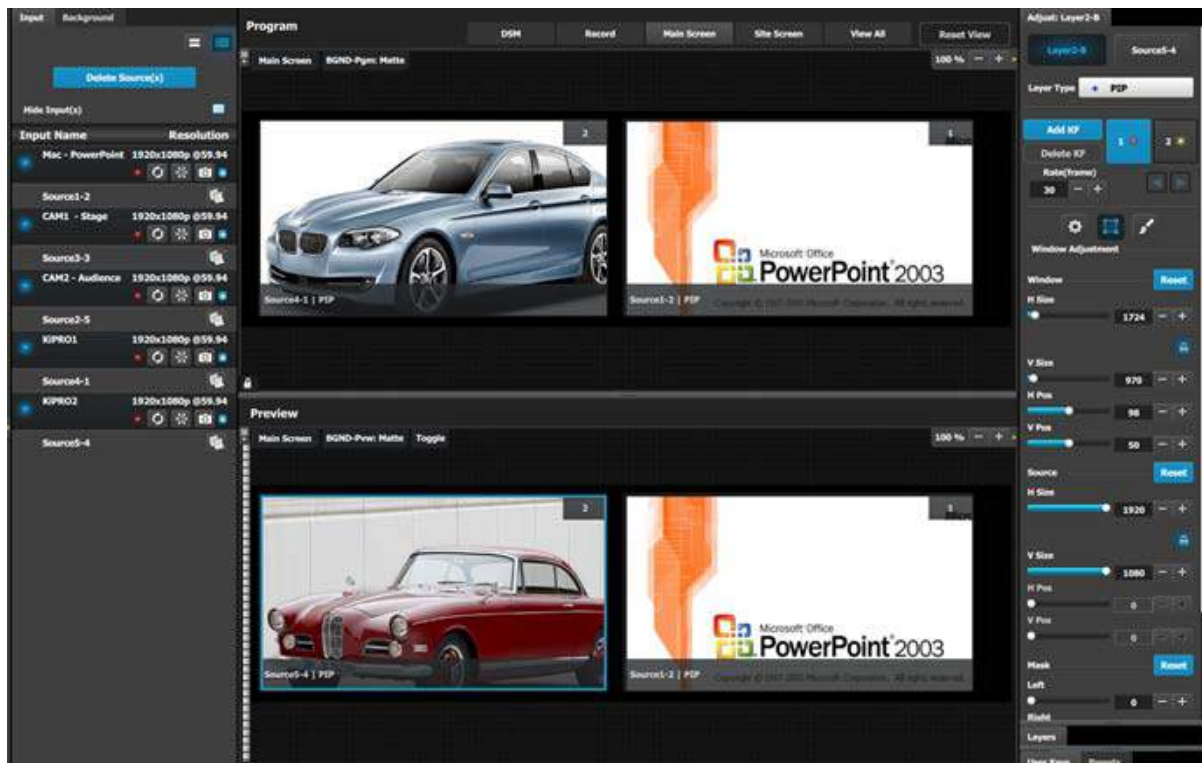 Input Background
Delete Source(s)
Hide Input(s)
Input Name Resolution
Mac - PowerPoint 1920x1080p @59.94
Source1-2
CAM1 - Stage 1920x1080p @59.94
Source3-3
CAM2 - Audience 1920x1080p @59.94
Source2-5
KiPRO1 1920x1080p @59.94
Source4-1
KiPRO2 1920x1080p @59.94
Source5-4
Program
DSM Record Main Screen Site Screen View All Reset View
Main Screen BGND-Pgm: Matte 100 % - +
2
Source4-1 | PIP
1
Microsoft Office
PowerPoint 2003
Source1-2 | PIP
Preview
Main Screen BGND-Pvw: Matte Toggle 100 % - +
2
Source5-4 | PIP
1
Microsoft Office
PowerPoint 2003
Source1-2 | PIP
Adjust: Layer2-B
Layer2-B Source5-4
Layer Type + PIP
Add KF 1 2
Delete KF
Rate(frame)
30 - +
Window Adjustment
Window Reset
H Size
1724 - +
V Size
970 - +
H Pos
98 - +
V Pos
50 - +
Source Reset
H Size
1920 - +
V Size
1080 - +
H Pos
0 - +
V Pos
0 - +
Mask Reset
Left
0 - +
Right
Layers
User Keys Presets